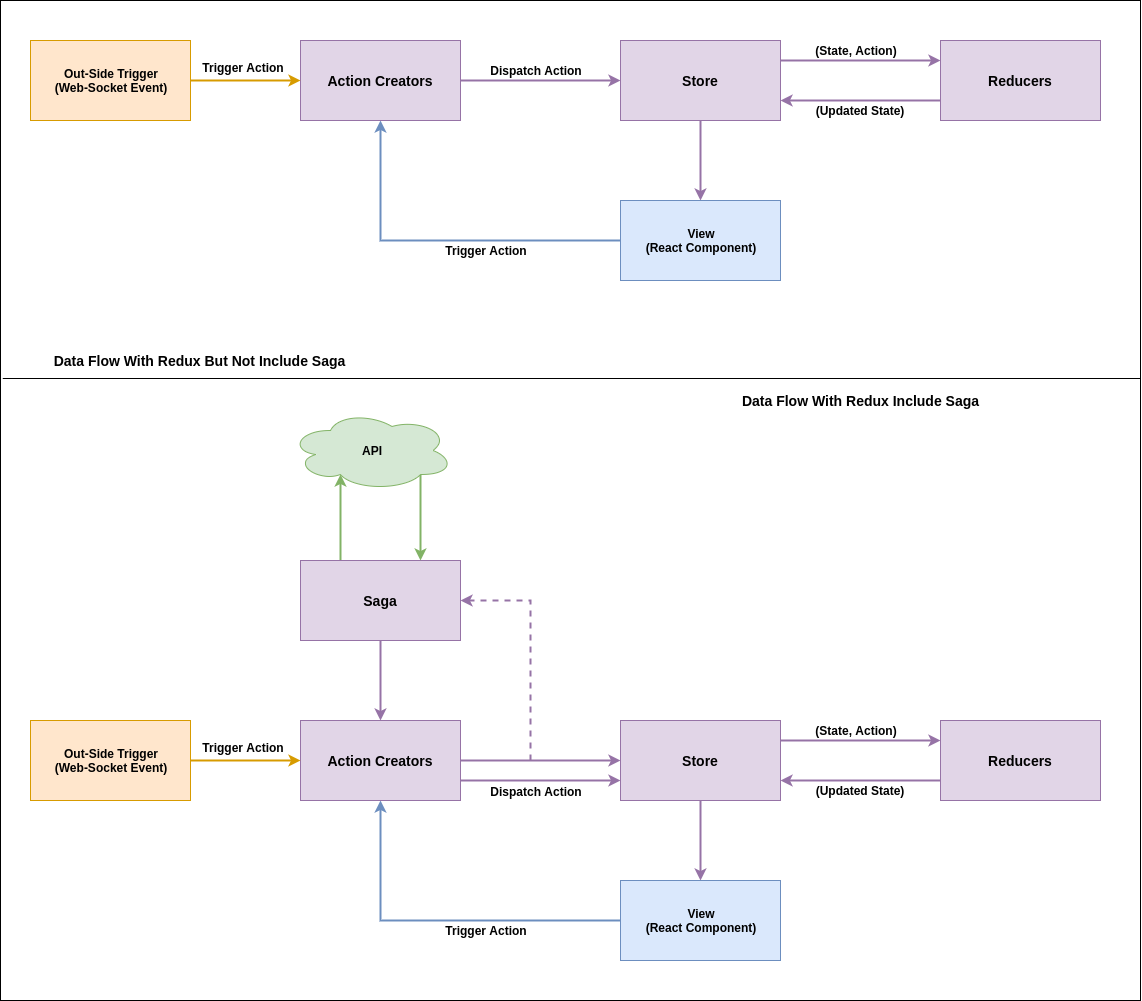 Out-Side Trigger
(Web-Socket Event)
Trigger Action
Action Creators
Dispatch Action
Store
(State, Action)
(Updated State)
Reducers
View
(React Component)
Trigger Action
Data Flow With Redux But Not Include Saga
Data Flow With Redux Include Saga
API
Saga
Out-Side Trigger
(Web-Socket Event)
Trigger Action
Action Creators
Dispatch Action
Store
(State, Action)
(Updated State)
Reducers
View
(React Component)
Trigger Action